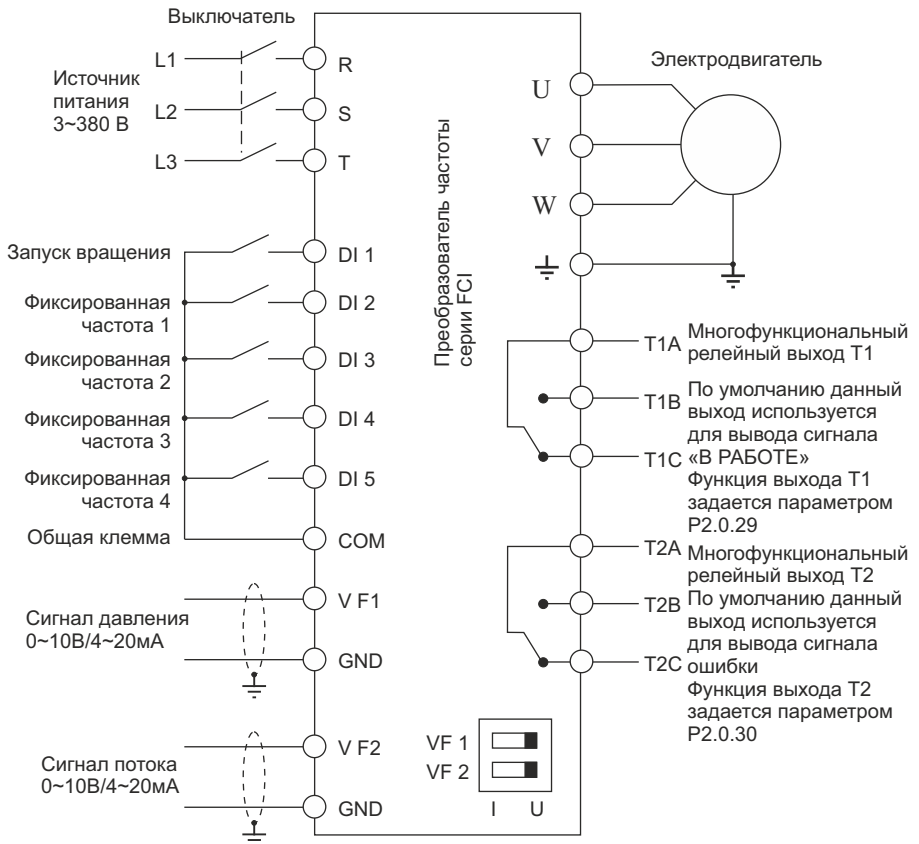 Выключатель
L1
R
Источник
питания
3~380 В
L2
S
L3
T
Электродвигатель
U
V
W
Преобразователь частоты
серии FCI
Запуск вращения
DI 1
Фиксированная
частота 1
DI 2
Фиксированная
частота 2
DI 3
Фиксированная
частота 3
DI 4
Фиксированная
частота 4
DI 5
Общая клемма
COM
Сигнал давления
0~10В/4~20мА
V F1
GND
Сигнал потока
0~10В/4~20мА
V F2
GND
VF 1
VF 2
I U
T1A
Многофункциональный
релейный выход T1
T1B
По умолчанию данный
выход используется
для вывода сигнала
T1C
«В РАБОТЕ»
Функция выхода T1
задается параметром
P2.0.29
T2A
Многофункциональный
релейный выход T2
T2B
По умолчанию данный
выход используется
для вывода сигнала
T2C
ошибки
Функция выхода T2
задается параметром
P2.0.30